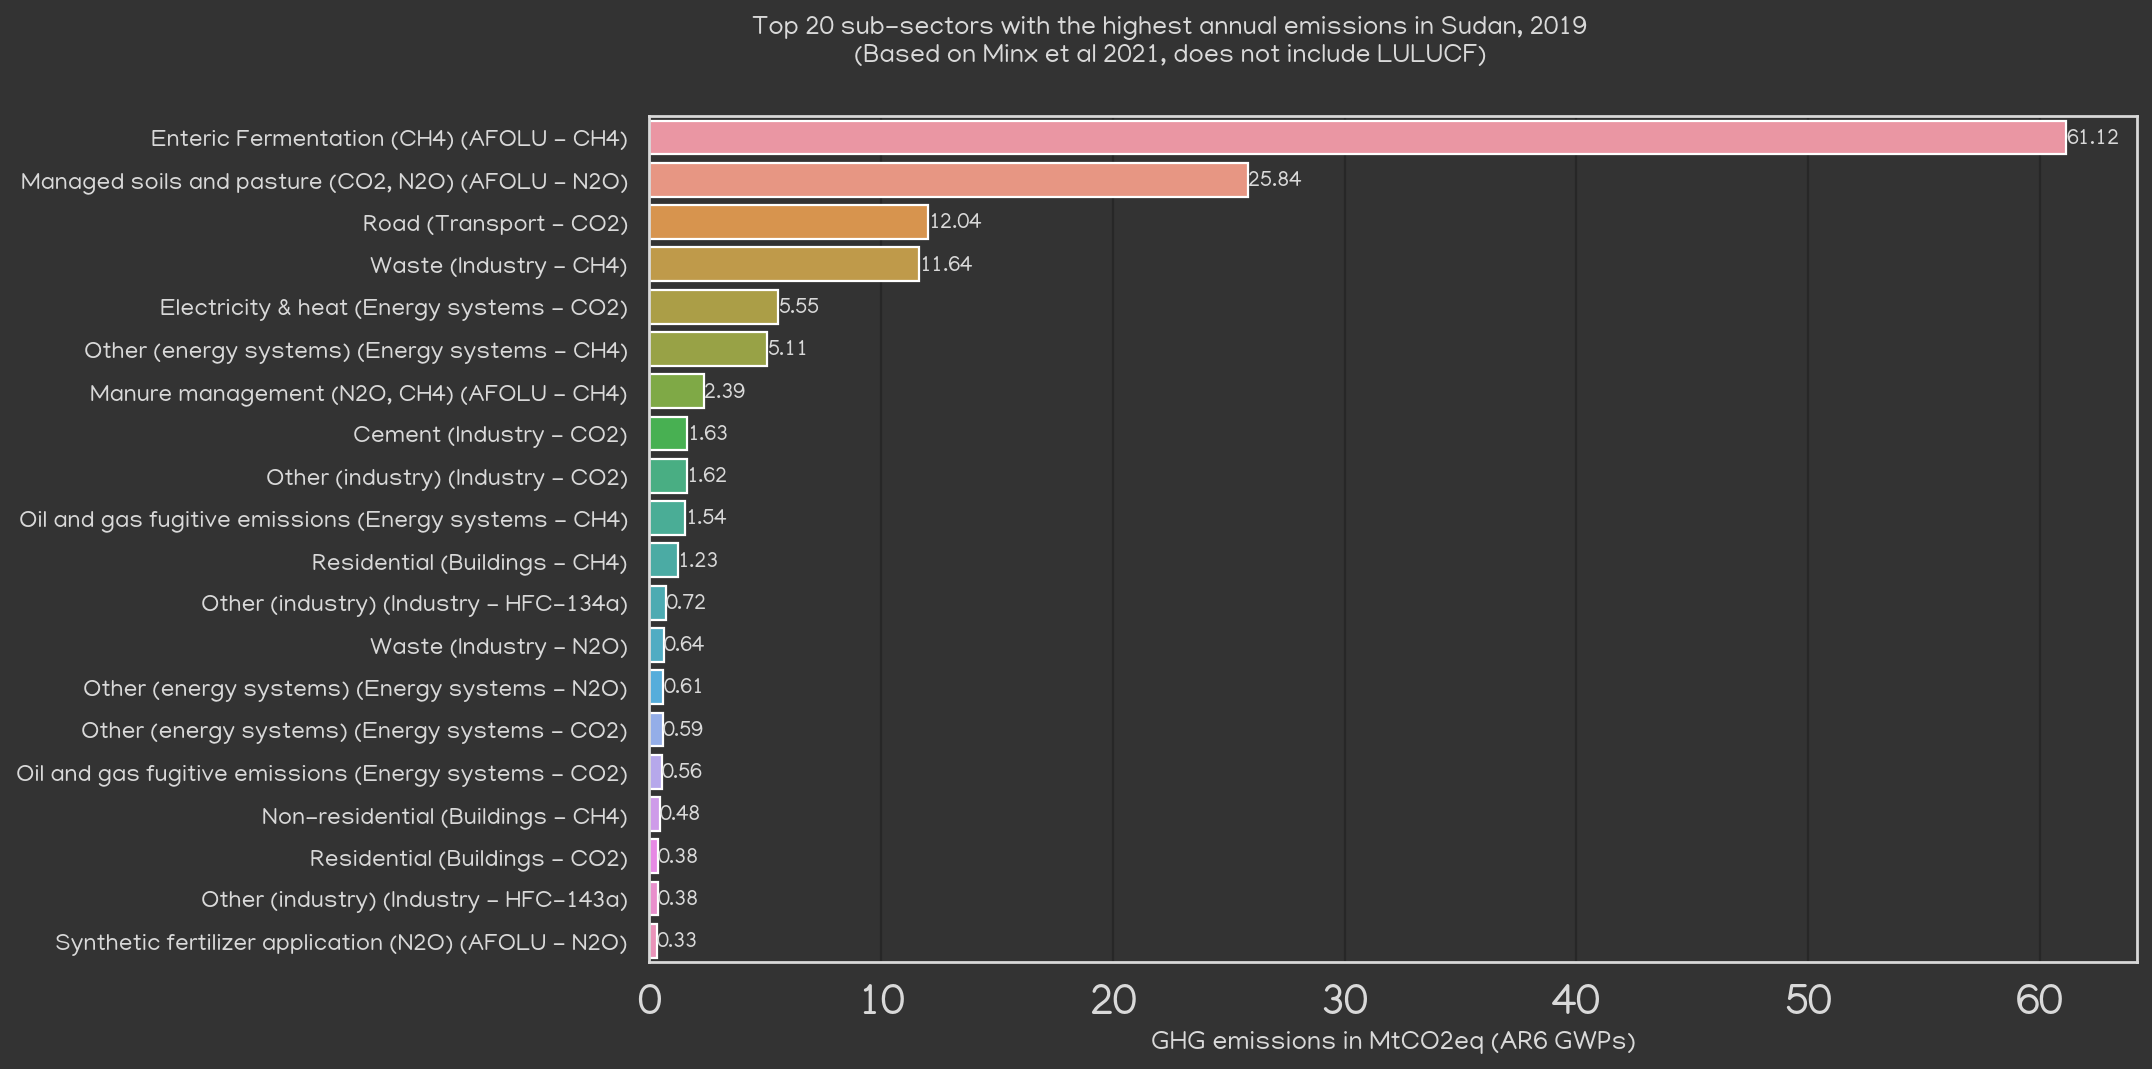 Top 20 sub-sectors with the highest annual emissions in Sudan, 2019
(Based on Minx et al 2021, does not include LULUCF)
Enteric Fermentation (CH4) (AFOLU - CH4) 61.12
Managed soils and pasture (CO2, N2O) (AFOLU - N2O) 25.84
Road (Transport - CO2) 12.04
Waste (Industry - CH4) 11.64
Electricity & heat (Energy systems - CO2) 5.55
Other (energy systems) (Energy systems - CH4) 5.11
Manure management (N2O, CH4) (AFOLU - CH4) 2.39
Cement (Industry - CO2) 1.63
Other (industry) (Industry - CO2) 1.62
Oil and gas fugitive emissions (Energy systems - CH4) 1.54
Residential (Buildings - CH4) 1.23
Other (industry) (Industry - HFC-134a) 0.72
Waste (Industry - N2O) 0.64
Other (energy systems) (Energy systems - N2O) 0.61
Other (energy systems) (Energy systems - CO2) 0.59
Oil and gas fugitive emissions (Energy systems - CO2) 0.56
Non-residential (Buildings - CH4) 0.48
Residential (Buildings - CO2) 0.38
Other (industry) (Industry - HFC-143a) 0.38
Synthetic fertilizer application (N2O) (AFOLU - N2O) 0.33
0 10 20 30 40 50 60
GHG emissions in MtCO2eq (AR6 GWPs)